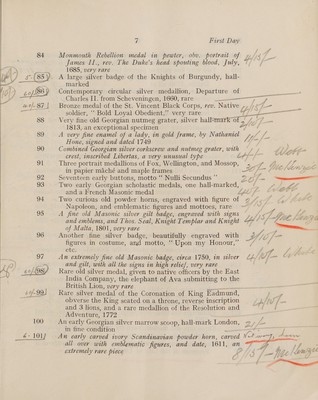 7 First Day
84 Monmouth Rebellion medal in pewter, obv. portrait of
James II., rev. The Duke's head spouting blood, July,
1685, very rare
85 A large silver badge of the Knights of Burgundy, hall-
marked
86 Contemporary circular silver medallion, Departure of
Charles II. from Scheveningen, 1660, rare
87 Bronze medal of the St. Vincent Black Corps, rev. Native
soldier, " Bold Loyal Obedient," very rare
88 Very fine old Georgian nutmeg grater, silver hall-mark of
1813, an exceptional specimen
89 A very fine enamel of a lady, in gold frame, by Nathaniel
Hone, signed and dated 1749
90 Combined Georgian silver corkscrew and nutmeg grater, with
crest, inscribed Libertas, a very unusual type
91 Three portrait medallions of Fox, Wellington, and Mossop,
in papier mâché and maple frames
92 Seventeen early buttons, motto " Nulli Secundus "
93 Two early Georgian scholastic medals, one hall-marked,
and a French Masonic medal
94 Two curious old powder horns, engraved with figure of
Napoleon, and emblematic figures and mottoes, rare
95 A fine old Masonic silver gilt badge, engraved with signs
and emblems, and Thos. Seal, Knight Templar and Knight
of Malta, 1801, very rare
96 Another fine silver badge, beautifully engraved with
figures in costume, and motto, " Upon my Honour,"
etc.
97 An extremely fine old Masonic badge, circa 1780, in silver
and gilt, with all the signs in high relief, very rare
98 Rare old silver medal, given to native officers by the East
India Company, the elephant of Ava submitting to the
British Lion, very rare
99 Rare silver medal of the Coronation of King Eadmund,
obverse the King seated on a throne, reverse inscription
and 3 lions, and a rare medallion of the Resolution and
Adventure, 1772
100 An early Georgian silver marrow scoop, hall-mark London,
in fine condition
101 An early carved ivory Scandinavian powder horn, carved
all over with emblematic figures, and date, 1611, an
extremely rare piece